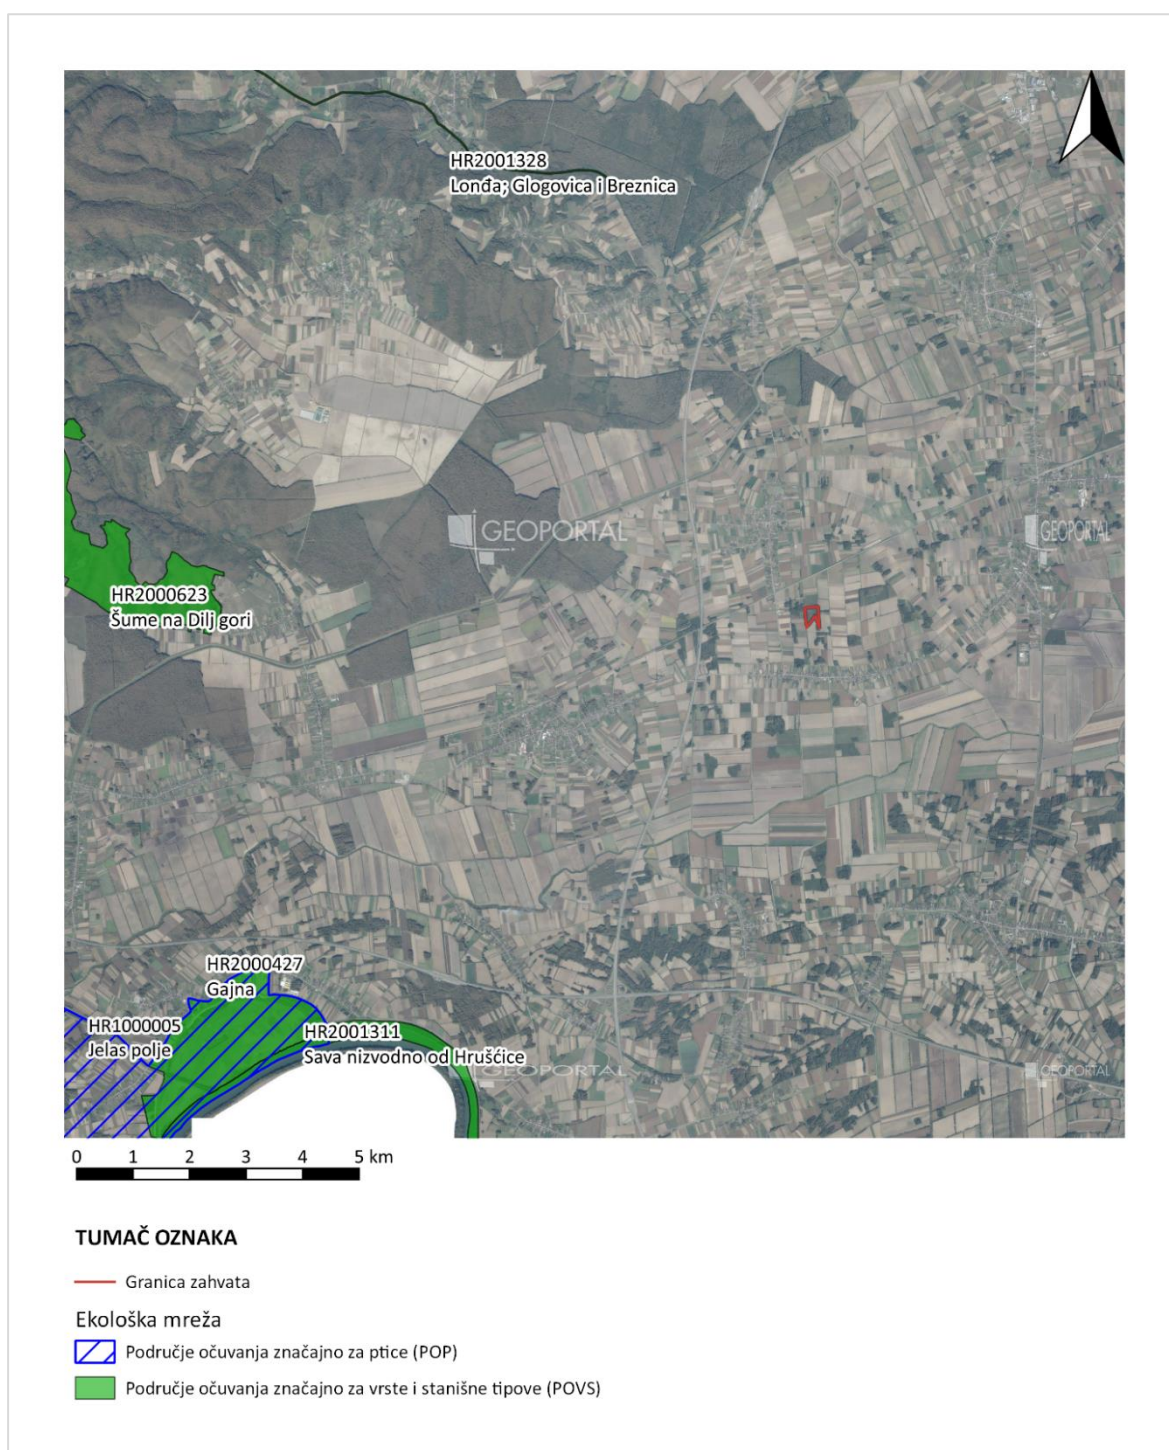 HR2001328
Lonđa; Glogovica i Breznica
GEOPORTAL
GEOPORTAL
HR2000623
Šume na Dilj gori
HR2000427
Gajna
HR1000005
Jelas polje
HR2001311
Sava nizvodno od Hrušćice
GEOPORTAL
GEOPORTAL
0 1 2 3 4 5 km
TUMAČ OZNAKA
Granica zahvata
Ekološka mreža
Područje očuvanja značajno za ptice (POP)
Područje očuvanja značajno za vrste i stanišne tipove (POVS)